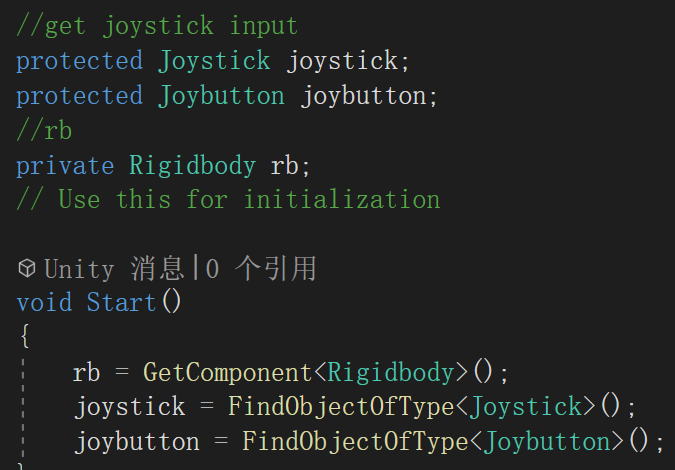 //get joystick input
protected Joystick joystick;
protected Joybutton joybutton;
//rb
private Rigidbody rb;
// Use this for initialization
Unity 消息|0 个引用
void Start()
{
rb = GetComponent<Rigidbody>();
joystick = FindObjectOfType<Joystick>();
joybutton = FindObjectOfType<Joybutton>();
}